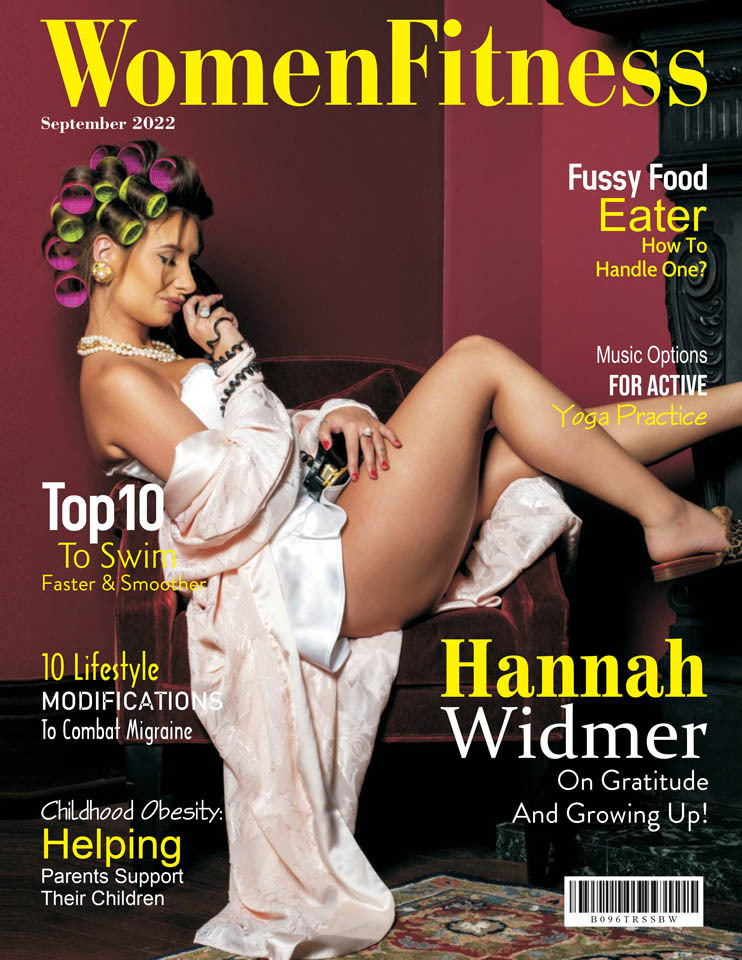 WomenFitness
September 2022
Fussy Food
Eater
How To
Handle One?
Music Options
FOR ACTIVE
Yoga Practice
Top10
To Swim
Faster & Smoother
10 Lifestyle
MODIFICATIONS
To Combat Migraine
Hannah
Widmer
On Gratitude
And Growing Up!
Childhood Obesity:
Helping
Parents Support
Their Children
B096TRSSBW